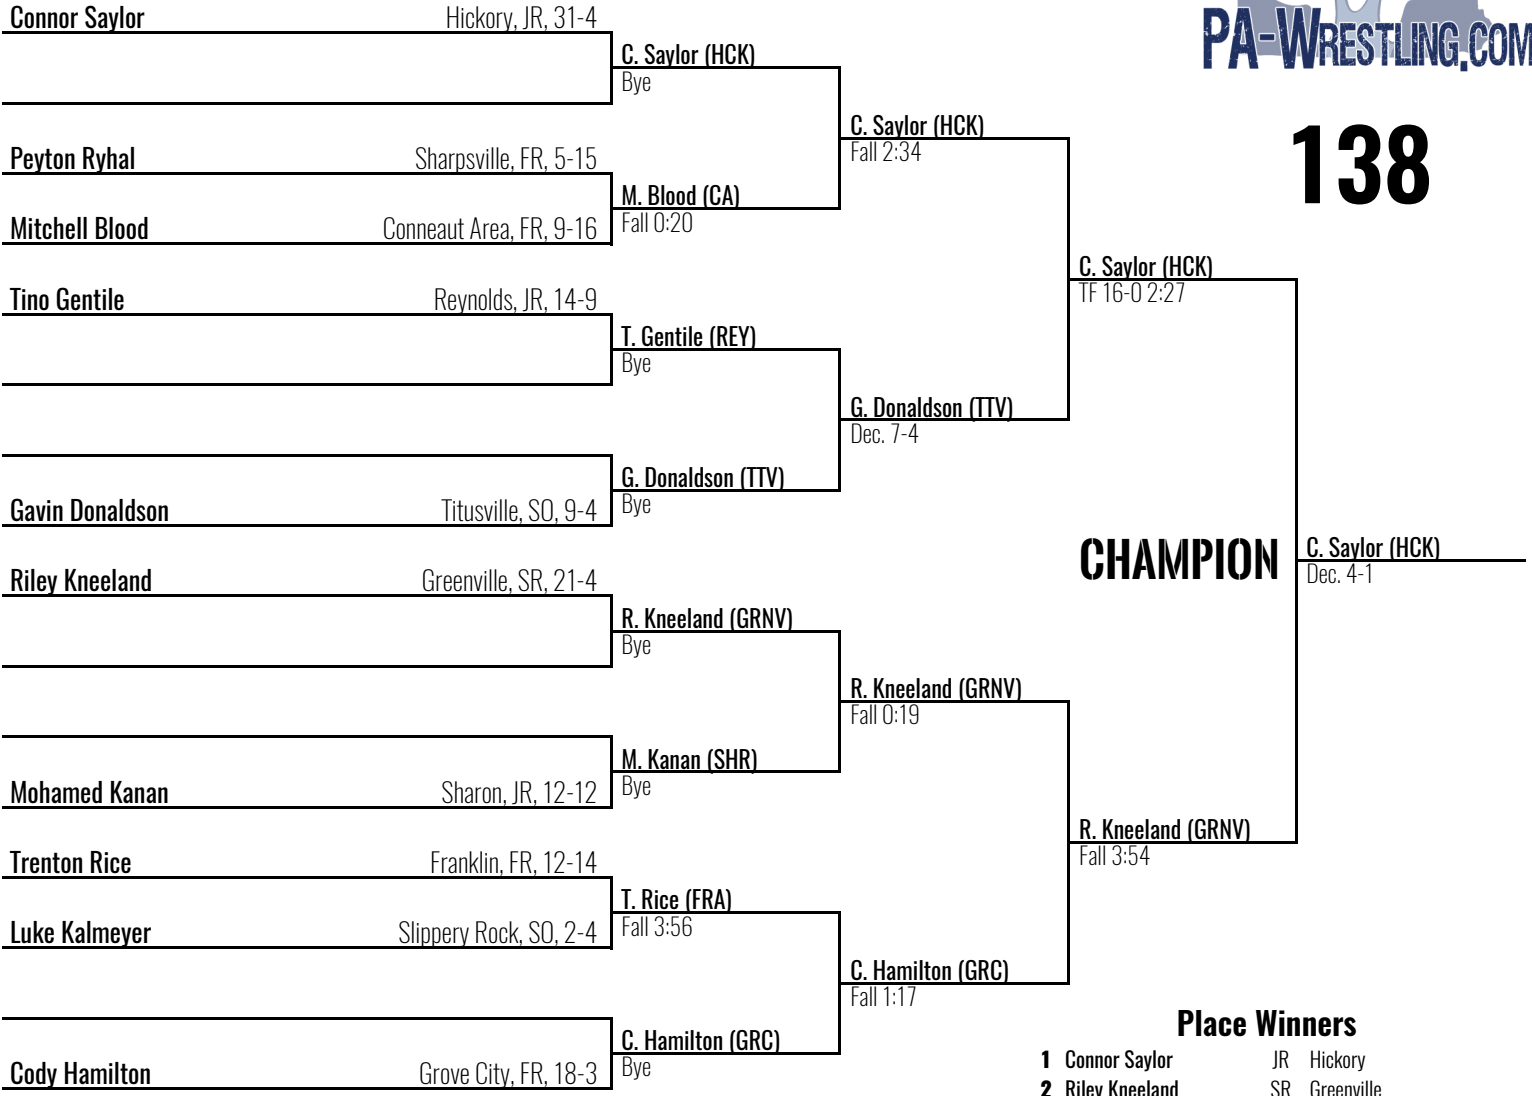 Connor Saylor Hickory, JR, 31-4
C. Saylor (HCK)
Bye
Peyton Ryhal Sharpsville, FR, 5-15
Mitchell Blood Conneaut Area, FR, 9-16
M. Blood (CA)
Fall 0:20
C. Saylor (HCK)
Fall 2:34
Tino Gentile Reynolds, JR, 14-9
T. Gentile (REY)
Bye
Gavin Donaldson Titusville, SO, 9-4
G. Donaldson (TTV)
Bye
G. Donaldson (TTV)
Dec. 7-4
C. Saylor (HCK)
TF 16-0 2:27
Riley Kneeland Greenville, SR, 21-4
R. Kneeland (GRNV)
Bye
Mohamed Kanan Sharon, JR, 12-12
M. Kanan (SHR)
Bye
R. Kneeland (GRNV)
Fall 0:19
Trenton Rice Franklin, FR, 12-14
Luke Kalmeyer Slippery Rock, SO, 2-4
T. Rice (FRA)
Fall 3:56
Cody Hamilton Grove City, FR, 18-3
C. Hamilton (GRC)
Bye
C. Hamilton (GRC)
Fall 1:17
R. Kneeland (GRNV)
Fall 3:54
CHAMPION
C. Saylor (HCK)
Dec. 4-1
PA-WRESTLING.COM
138
Place Winners
1 Connor Saylor JR Hickory
2 Riley Kneeland SR Greenville